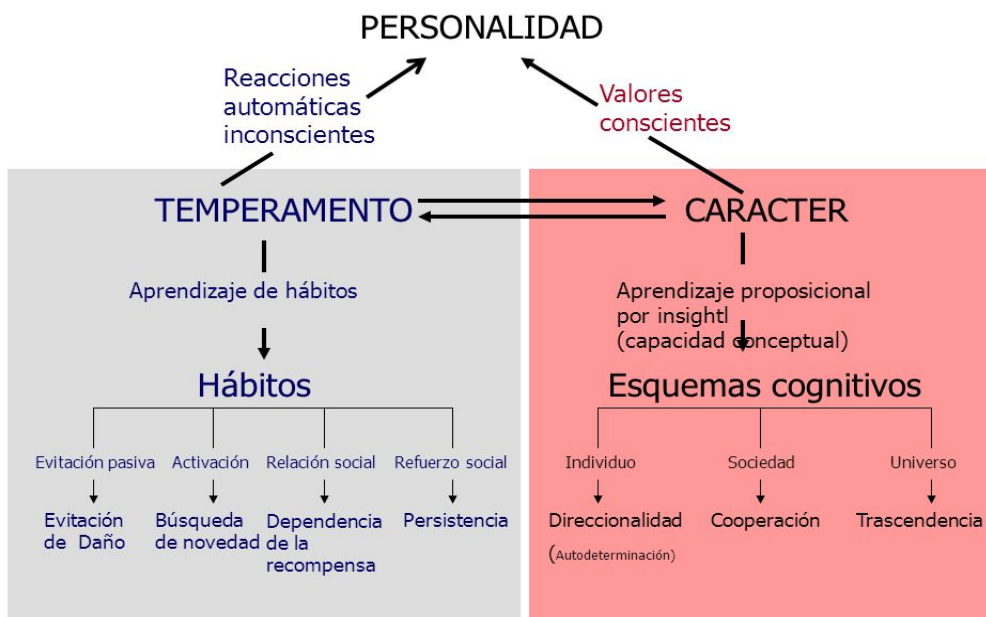 PERSONALIDAD
Reacciones
automáticas
inconscientes
Valores
conscientes
TEMPERAMENTO
CARACTER
Aprendizaje de hábitos
Aprendizaje proposicional
por insightl
(capacidad conceptual)
Hábitos
Esquemas cognitivos
Evitación pasiva
Activación
Relación social
Refuerzo social
Individuo
Sociedad
Universo
Evitación
de Daño
Búsqueda
de novedad
Dependencia
de la
recompensa
Persistencia
Direccionalidad
(Autodeterminación)
Cooperación
Trascendencia